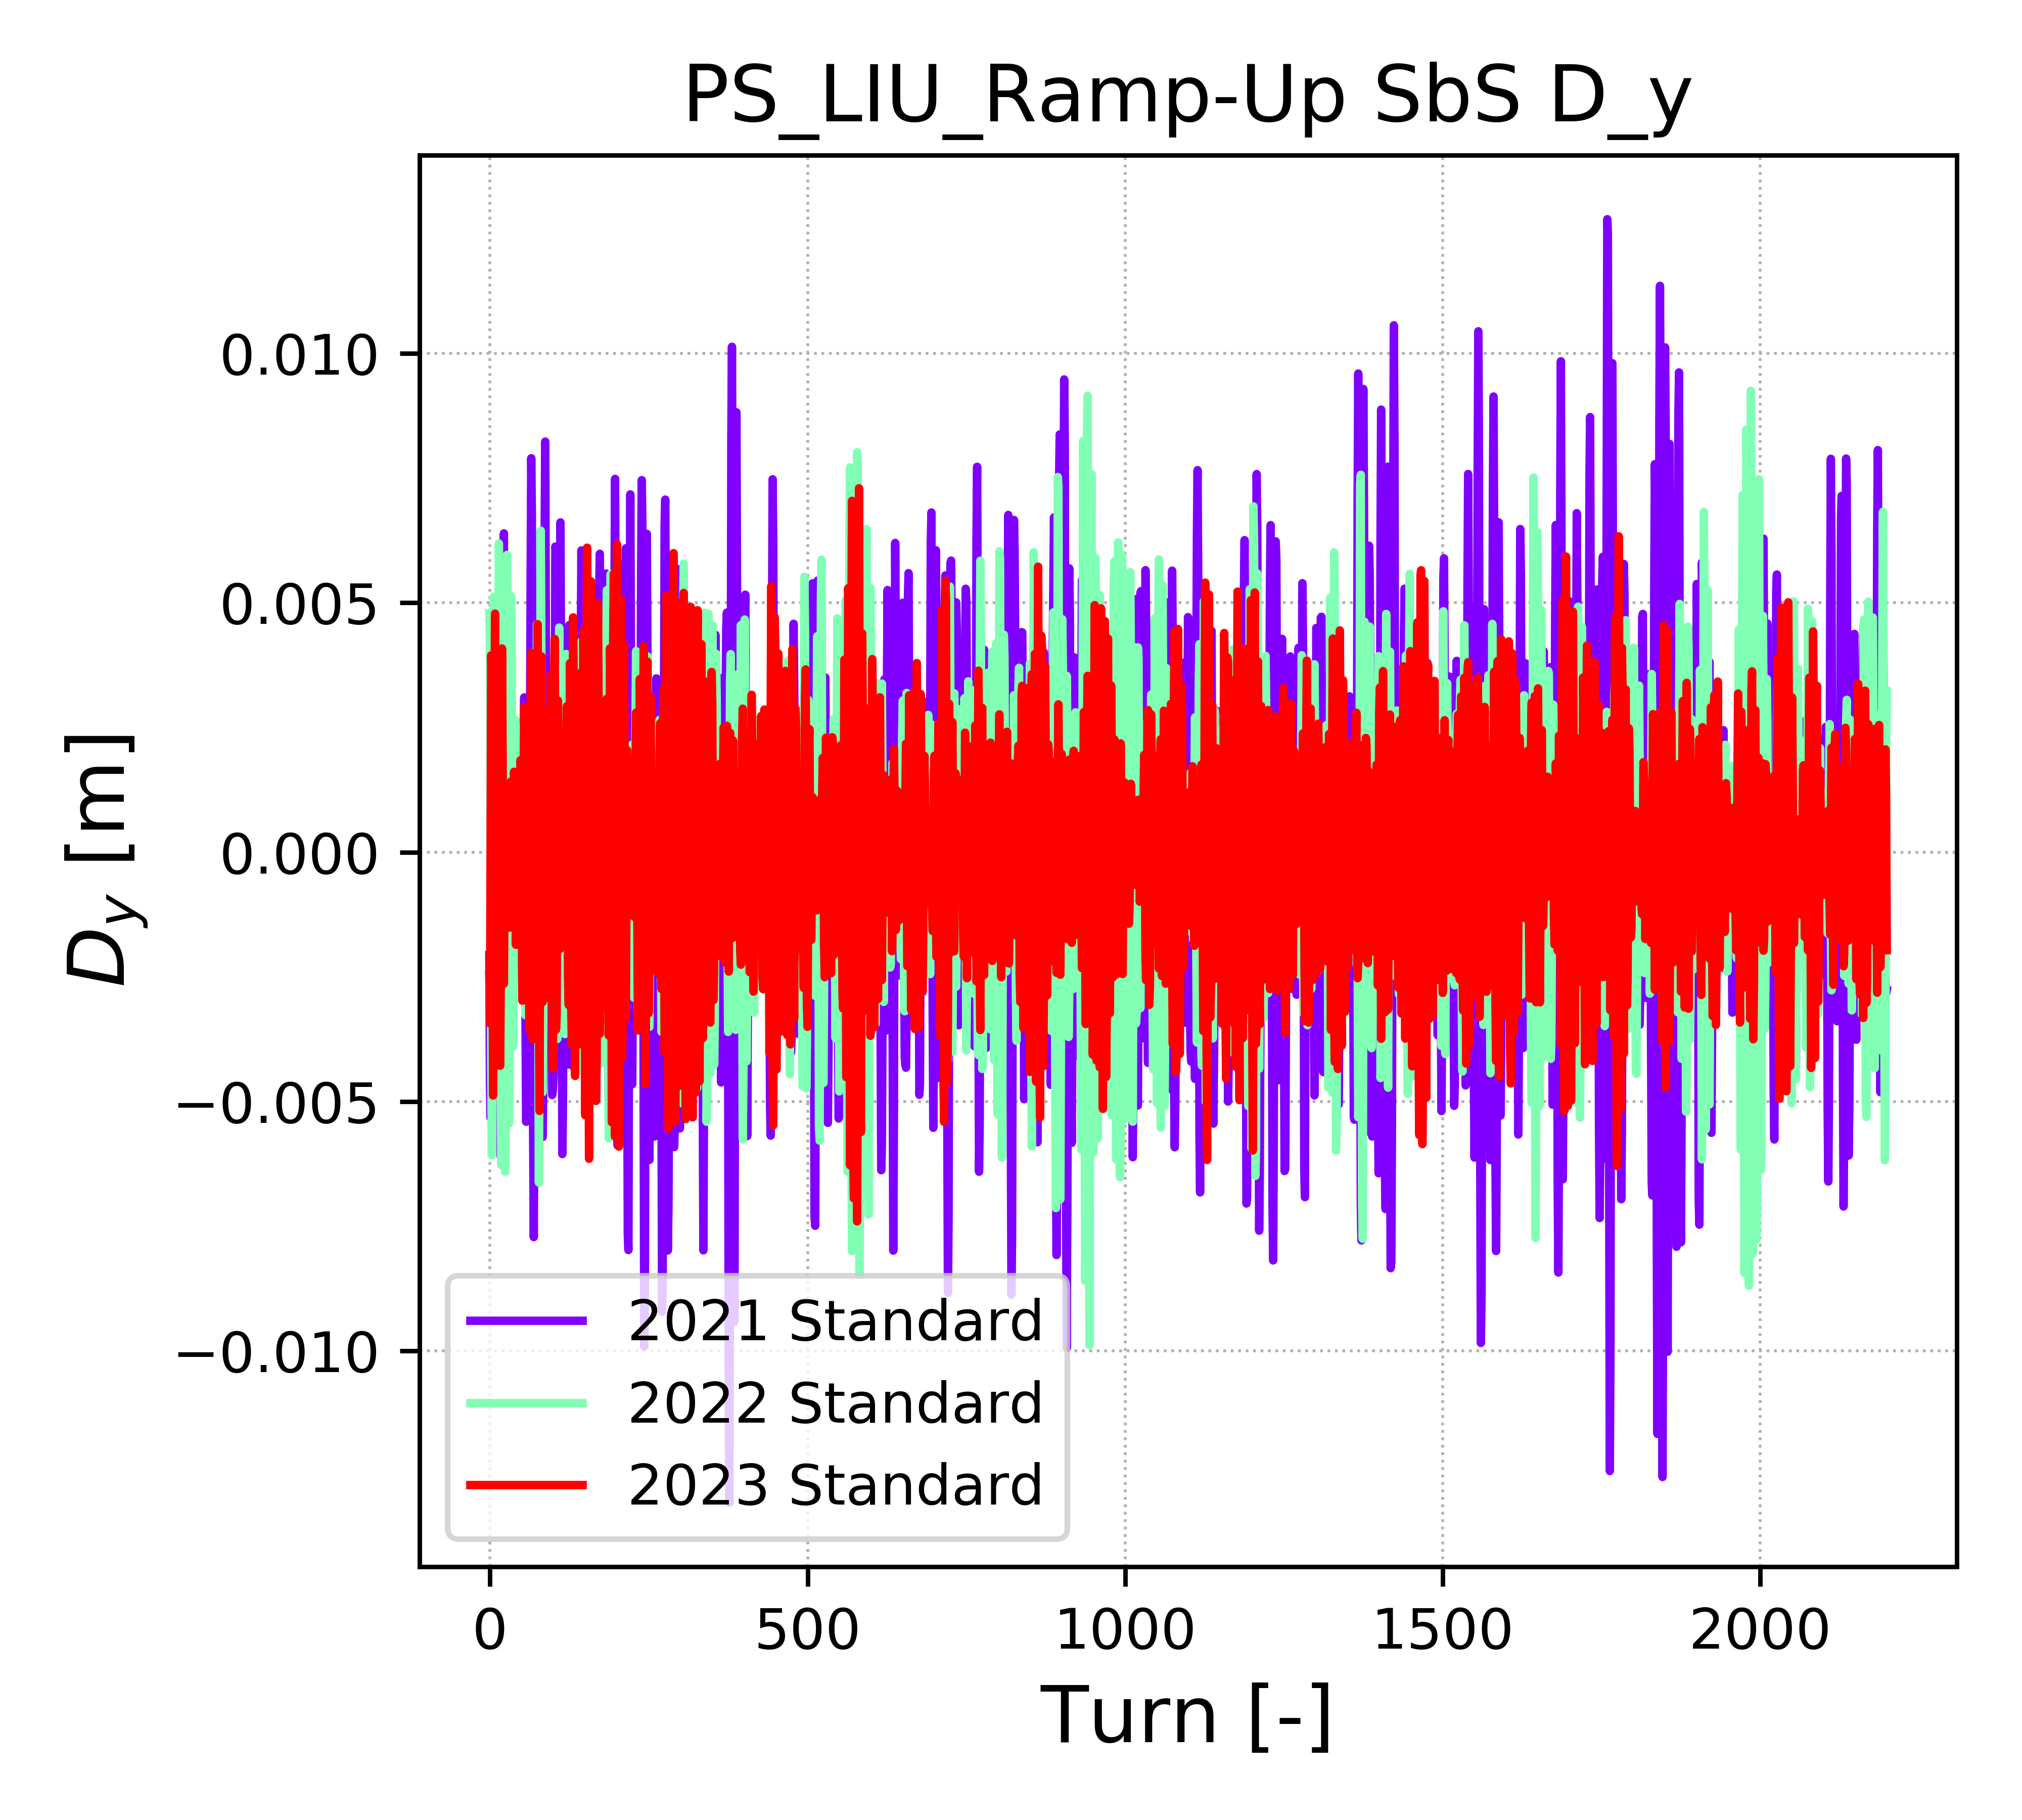 PS_LIU_Ramp-Up SbS D_y
D_y [m]
0.010
0.005
0.000
−0.005
−0.010
2021 Standard
2022 Standard
2023 Standard
0 500 1000 1500 2000
Turn [-]